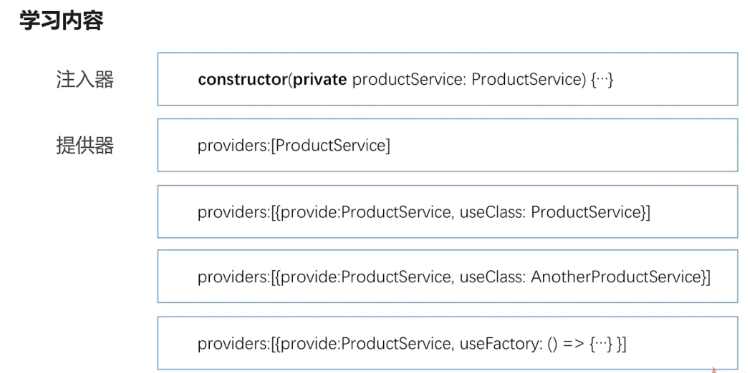 学习内容
注入器
constructor(private productService: ProductService) {…}
提供器
providers:[ProductService]
providers:[{provide:ProductService, useClass: ProductService}]
providers:[{provide:ProductService, useClass: AnotherProductService}]
providers:[{provide:ProductService, useFactory: () => {…} }]